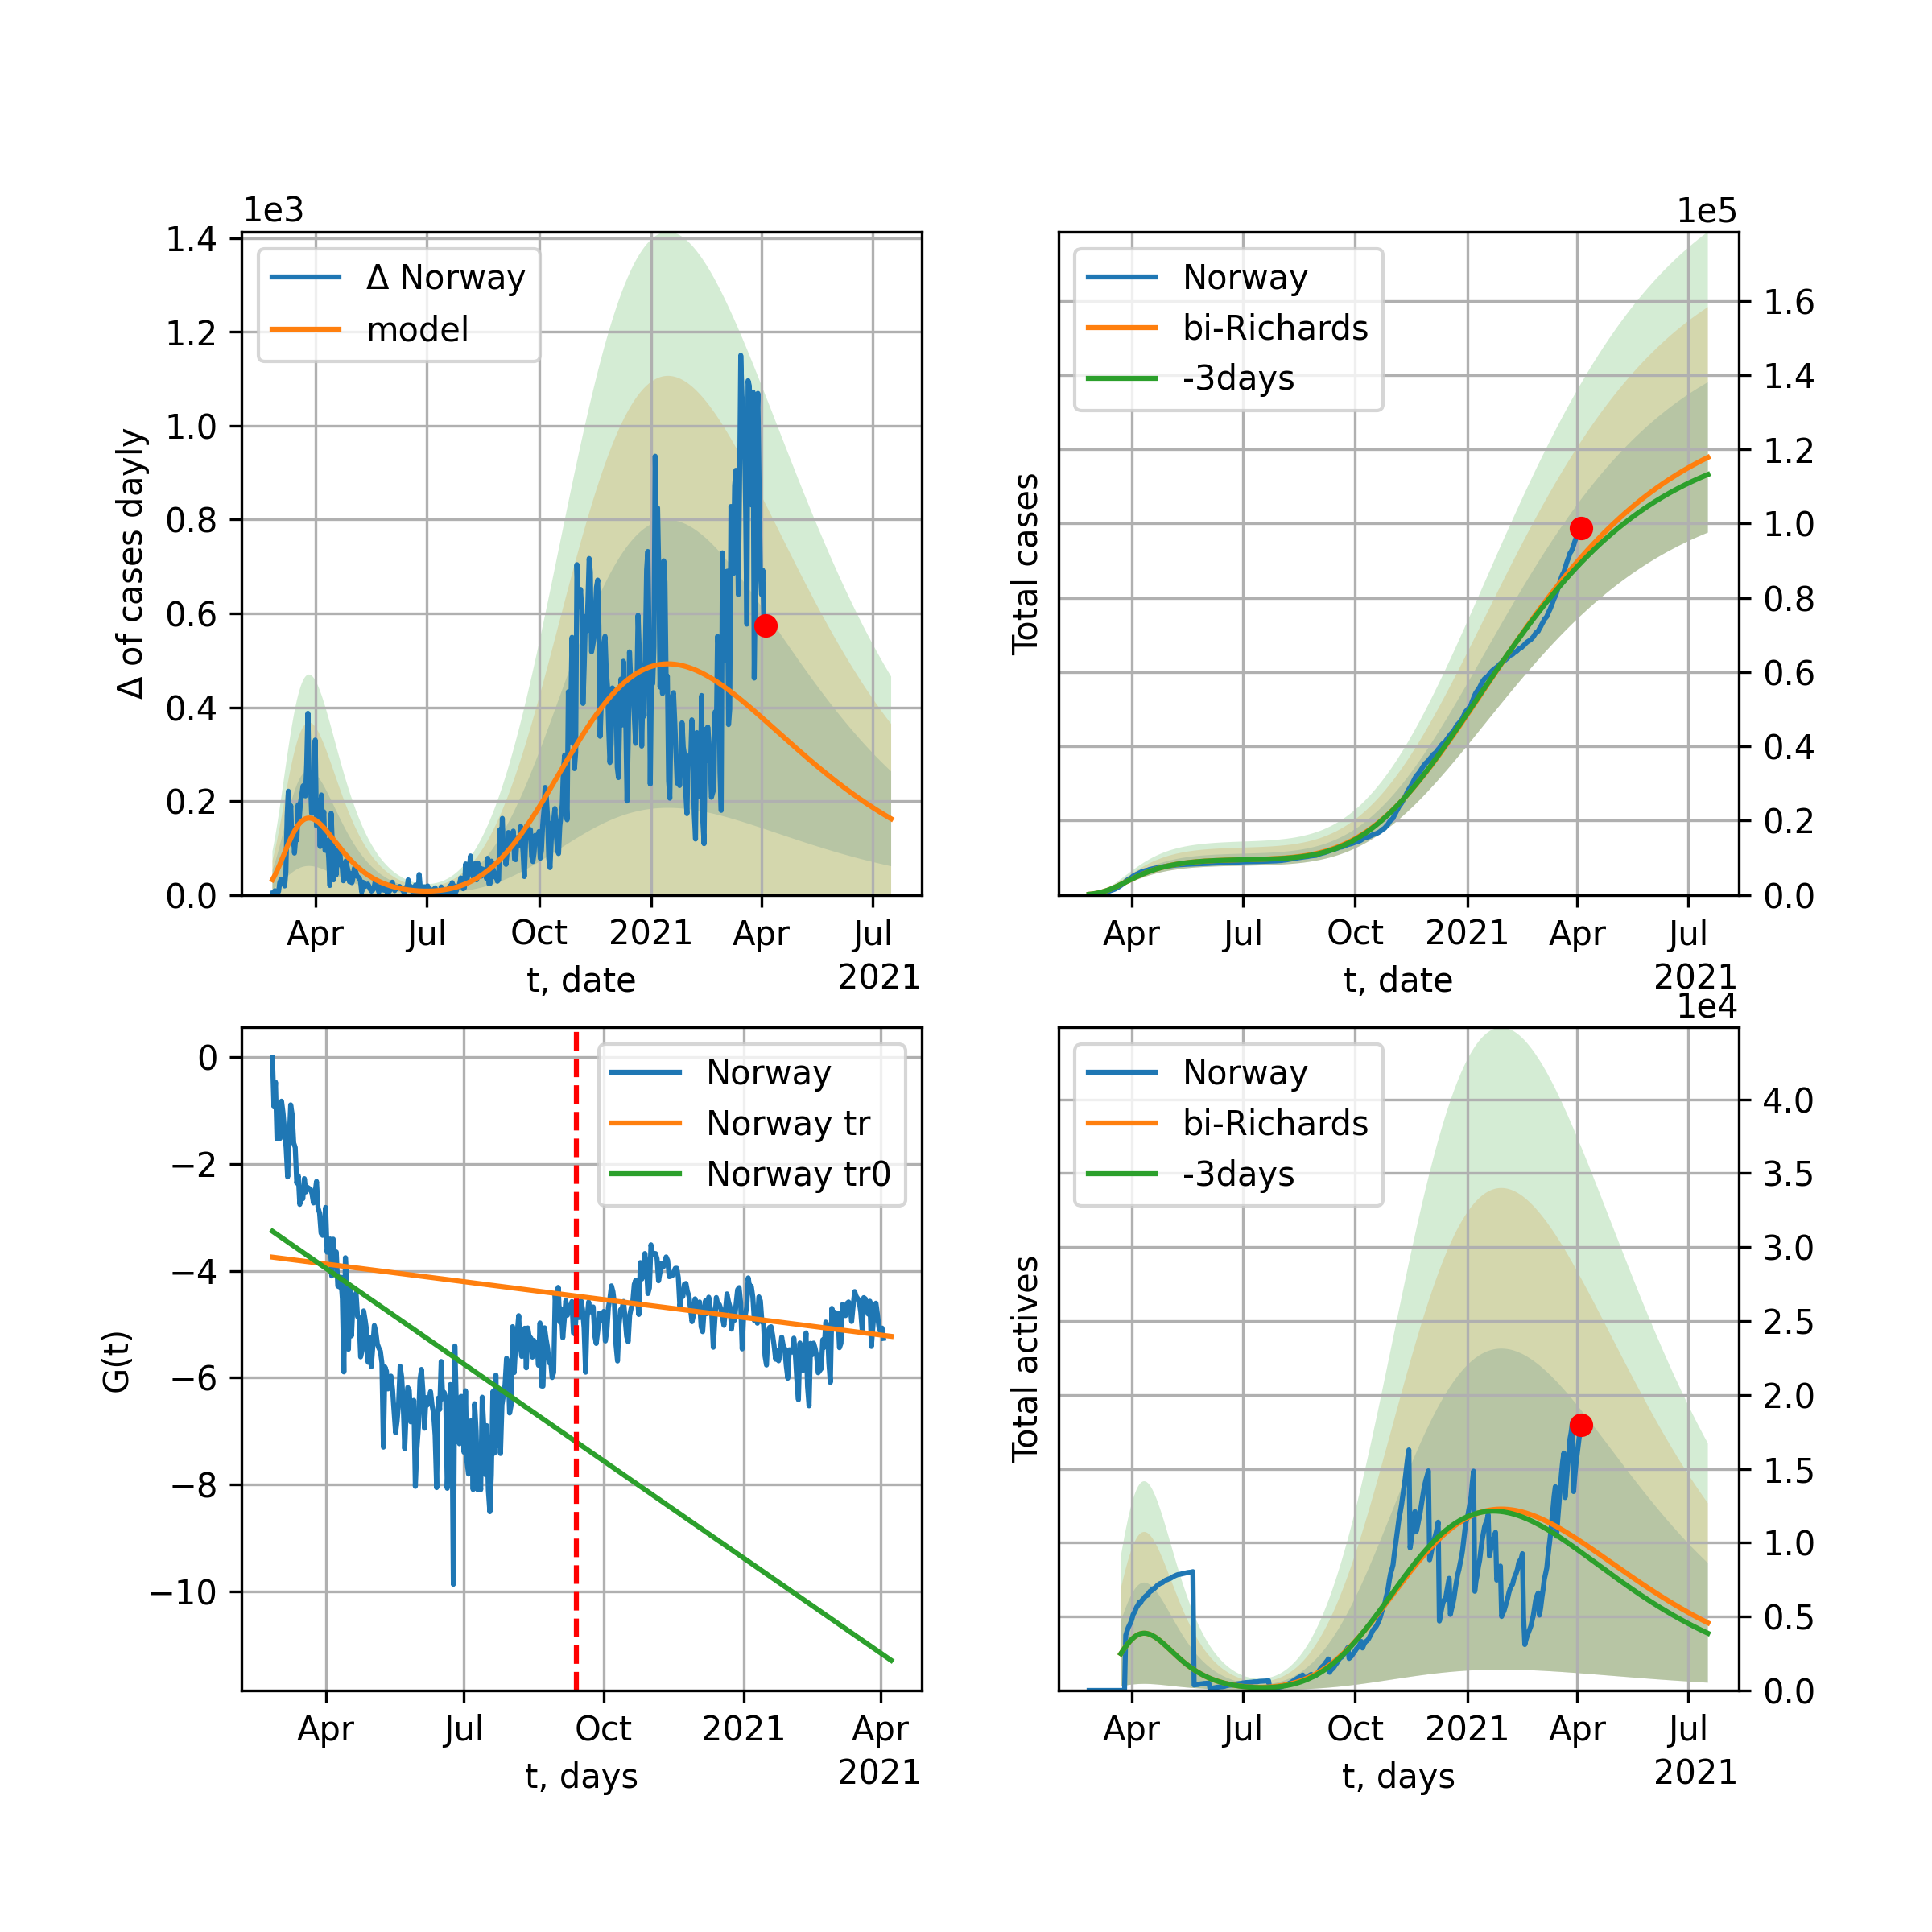 1e3
1.4
1.2
1.0
0.8
0.6
0.4
0.2
0.0
Δ of cases dayly
Δ Norway
model
Apr Jul Oct 2021 Apr Jul
t, date
2021
1e5
1.6
1.4
1.2
1.0
0.8
0.6
0.4
0.2
0.0
Total cases
Norway
bi-Richards
-3days
Apr Jul Oct 2021 Apr Jul
t, date
2021
0
−2
−4
−6
−8
−10
G(t)
Norway
Norway tr
Norway tr0
Apr Jul Oct 2021 Apr
t, days
2021
1e4
4.0
3.5
3.0
2.5
2.0
1.5
1.0
0.5
0.0
Total actives
Norway
bi-Richards
-3days
Apr Jul Oct 2021 Apr Jul
t, days
2021